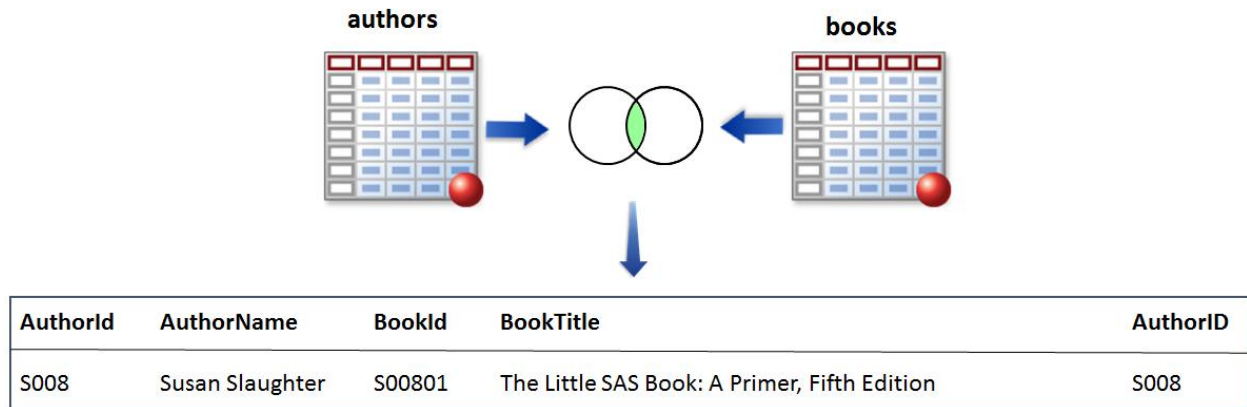 authors
books
AuthorId AuthorName BookId BookTitle AuthorID
S008 Susan Slaughter S00801 The Little SAS Book: A Primer, Fifth Edition S008